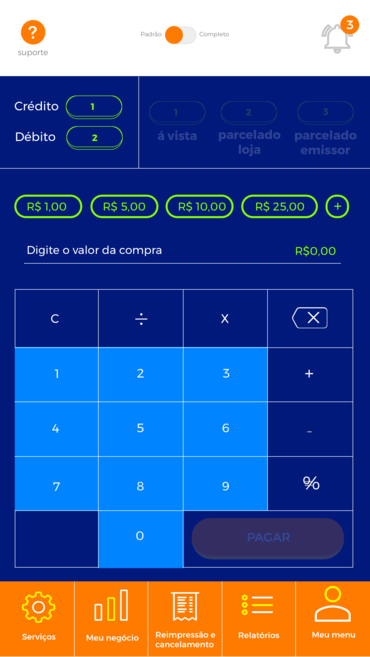 ?
suporte
Padrão
Completo
3
Crédito 1
Débito 2
1
2
3
á vista
parcelado
loja
parcelado
emissor
R$ 1,00
R$ 5,00
R$ 10,00
R$ 25,00
+
Digite o valor da compra
R$0,00
C ÷ X X
1 2 3 +
4 5 6 -
7 8 9 %
0 PAGAR
Serviços
Meu negócio
Reimpressão e
cancelamento
Relatórios
Meu menu